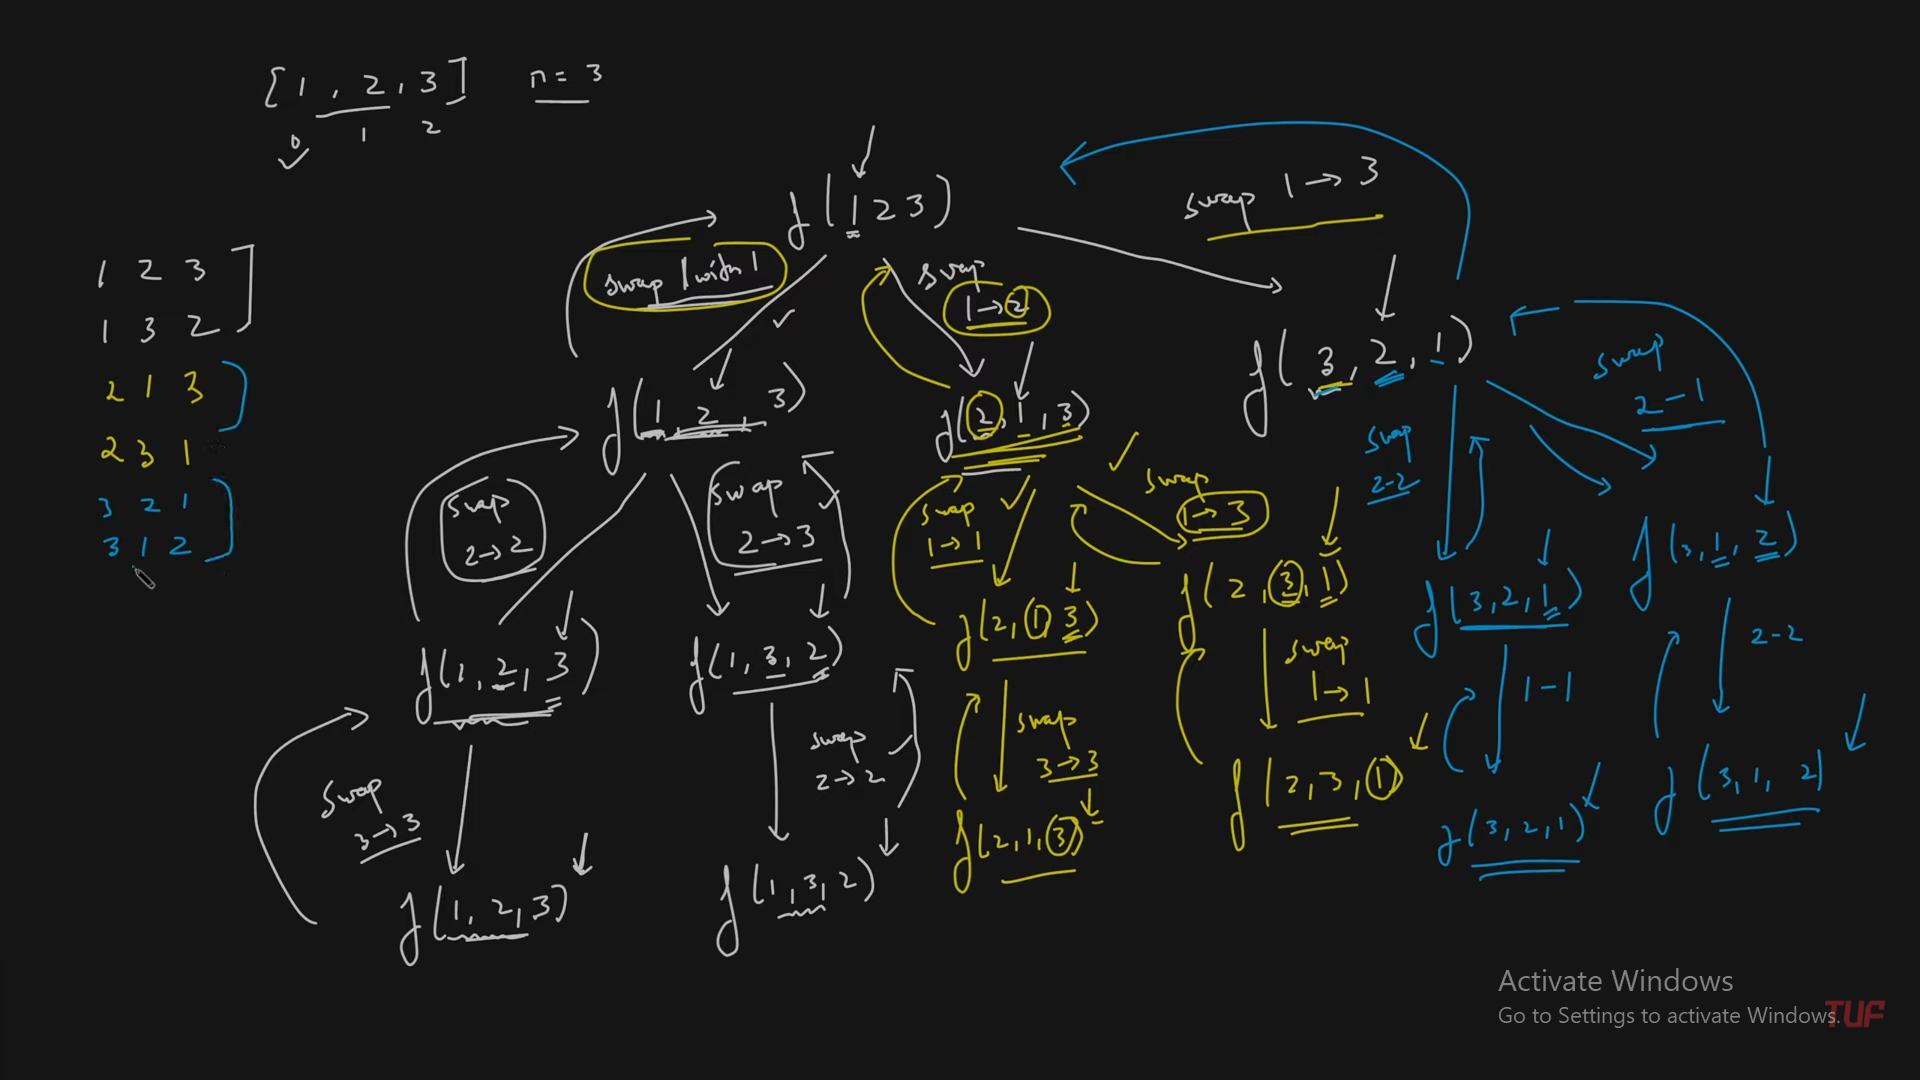 [1, 2, 3] n = 3
0 1 2
1 2 3
1 3 2
2 1 3
2 3 1
3 2 1
3 1 2
f(1 2 3)
swap 1 with 1
swap
1→2
swap 1→3
f(1, 2, 3)
f(2, 1, 3)
f(3, 2, 1)
swap
2→2
swap
2→3
swap
1→1
swap
1→3
swap
2-2
swap
2-1
f(1, 2, 3)
f(1, 3, 2)
f(2, 1 3)
f(2, 3, 1)
f(3, 2, 1)
f(3, 1, 2)
swap
3→3
swap
2→2
swap
3→3
swap
1→1
1-1
2-2
f(1, 2, 3)
f(1, 3, 2)
f(2, 1, 3)
f(2, 3, 1)
f(3, 2, 1)
f(3, 1, 2)
Activate Windows
Go to Settings to activate Windows.
TUF